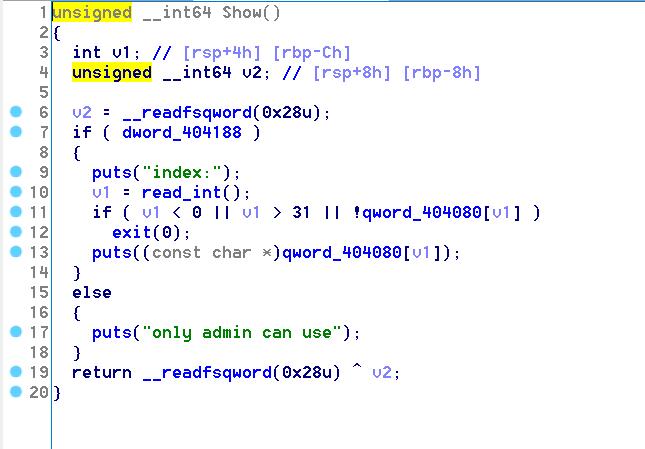 1 unsigned __int64 Show()
2 {
3 int v1; // [rsp+4h] [rbp-Ch]
4 unsigned __int64 v2; // [rsp+8h] [rbp-8h]
5
6 v2 = __readfsqword(0x28u);
7 if ( dword_404188 )
8 {
9 puts("index:");
10 v1 = read_int();
11 if ( v1 < 0 || v1 > 31 || !qword_404080[v1] )
12 exit(0);
13 puts((const char *)qword_404080[v1]);
14 }
15 else
16 {
17 puts("only admin can use");
18 }
19 return __readfsqword(0x28u) ^ v2;
20 }